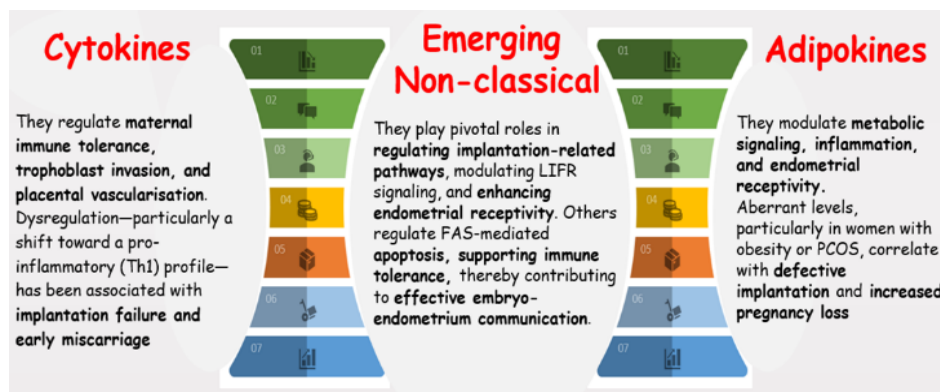 Cytokines
They regulate maternal
immune tolerance,
trophoblast invasion, and
placental vascularisation.
Dysregulation—particularly a
shift toward a pro-
inflammatory (Th1) profile—
has been associated with
implantation failure and
early miscarriage
01
02
03
04
05
06
07
Emerging
Non-classical
They play pivotal roles in
regulating implantation-related
pathways, modulating LIFR
signaling, and enhancing
endometrial receptivity. Others
regulate FAS-mediated
apoptosis, supporting immune
tolerance, thereby contributing
to effective embryo-
endometrium communication.
01
02
03
04
05
06
07
Adipokines
They modulate metabolic
signaling, inflammation,
and endometrial
receptivity.
Aberrant levels,
particularly in women with
obesity or PCOS, correlate
with defective
implantation and increased
pregnancy loss